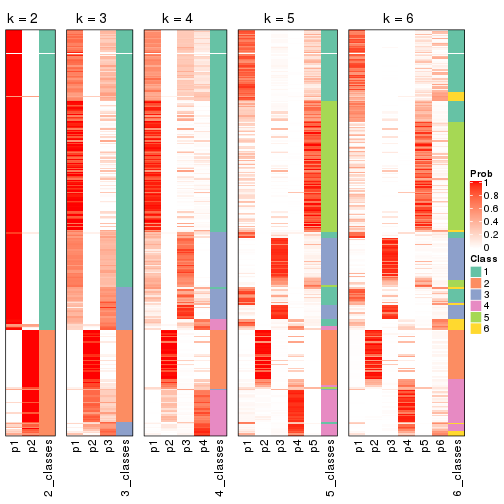 k = 2
k = 3
k = 4
k = 5
k = 6
Prob
1
0.8
0.6
0.4
0.2
0
Class
1
2
3
4
5
6
p1
p2
2_classes
p1
p2
p3
3_classes
p1
p2
p3
p4
4_classes
p1
p2
p3
p4
p5
5_classes
p1
p2
p3
p4
p5
p6
6_classes